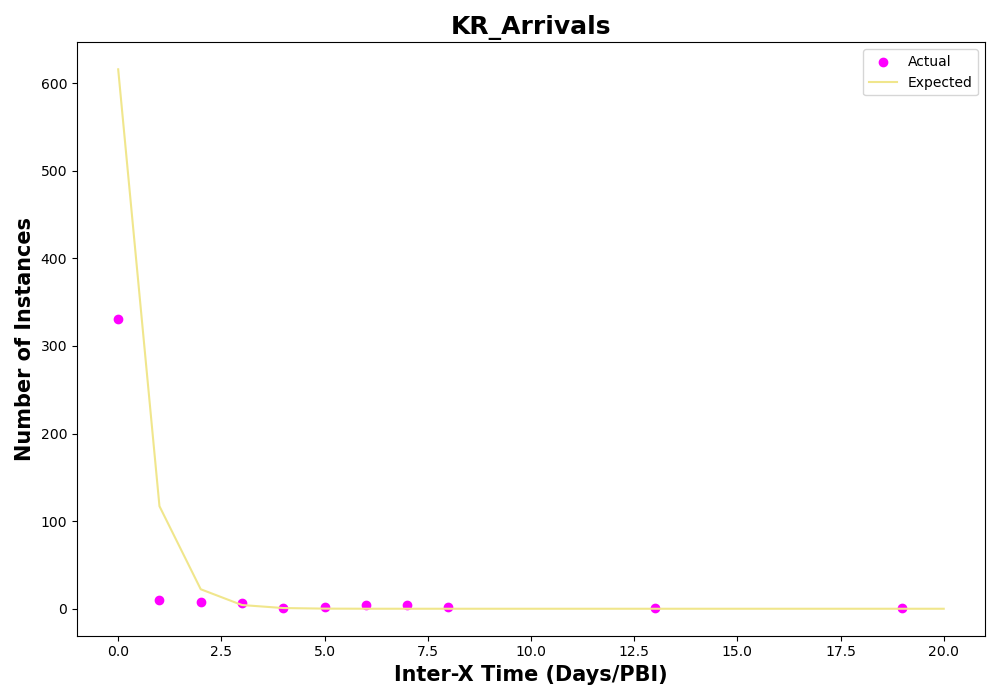 KR_Arrivals
Actual
Expected
Number of Instances
600
500
400
300
200
100
0
0.0 2.5 5.0 7.5 10.0 12.5 15.0 17.5 20.0
Inter-X Time (Days/PBI)